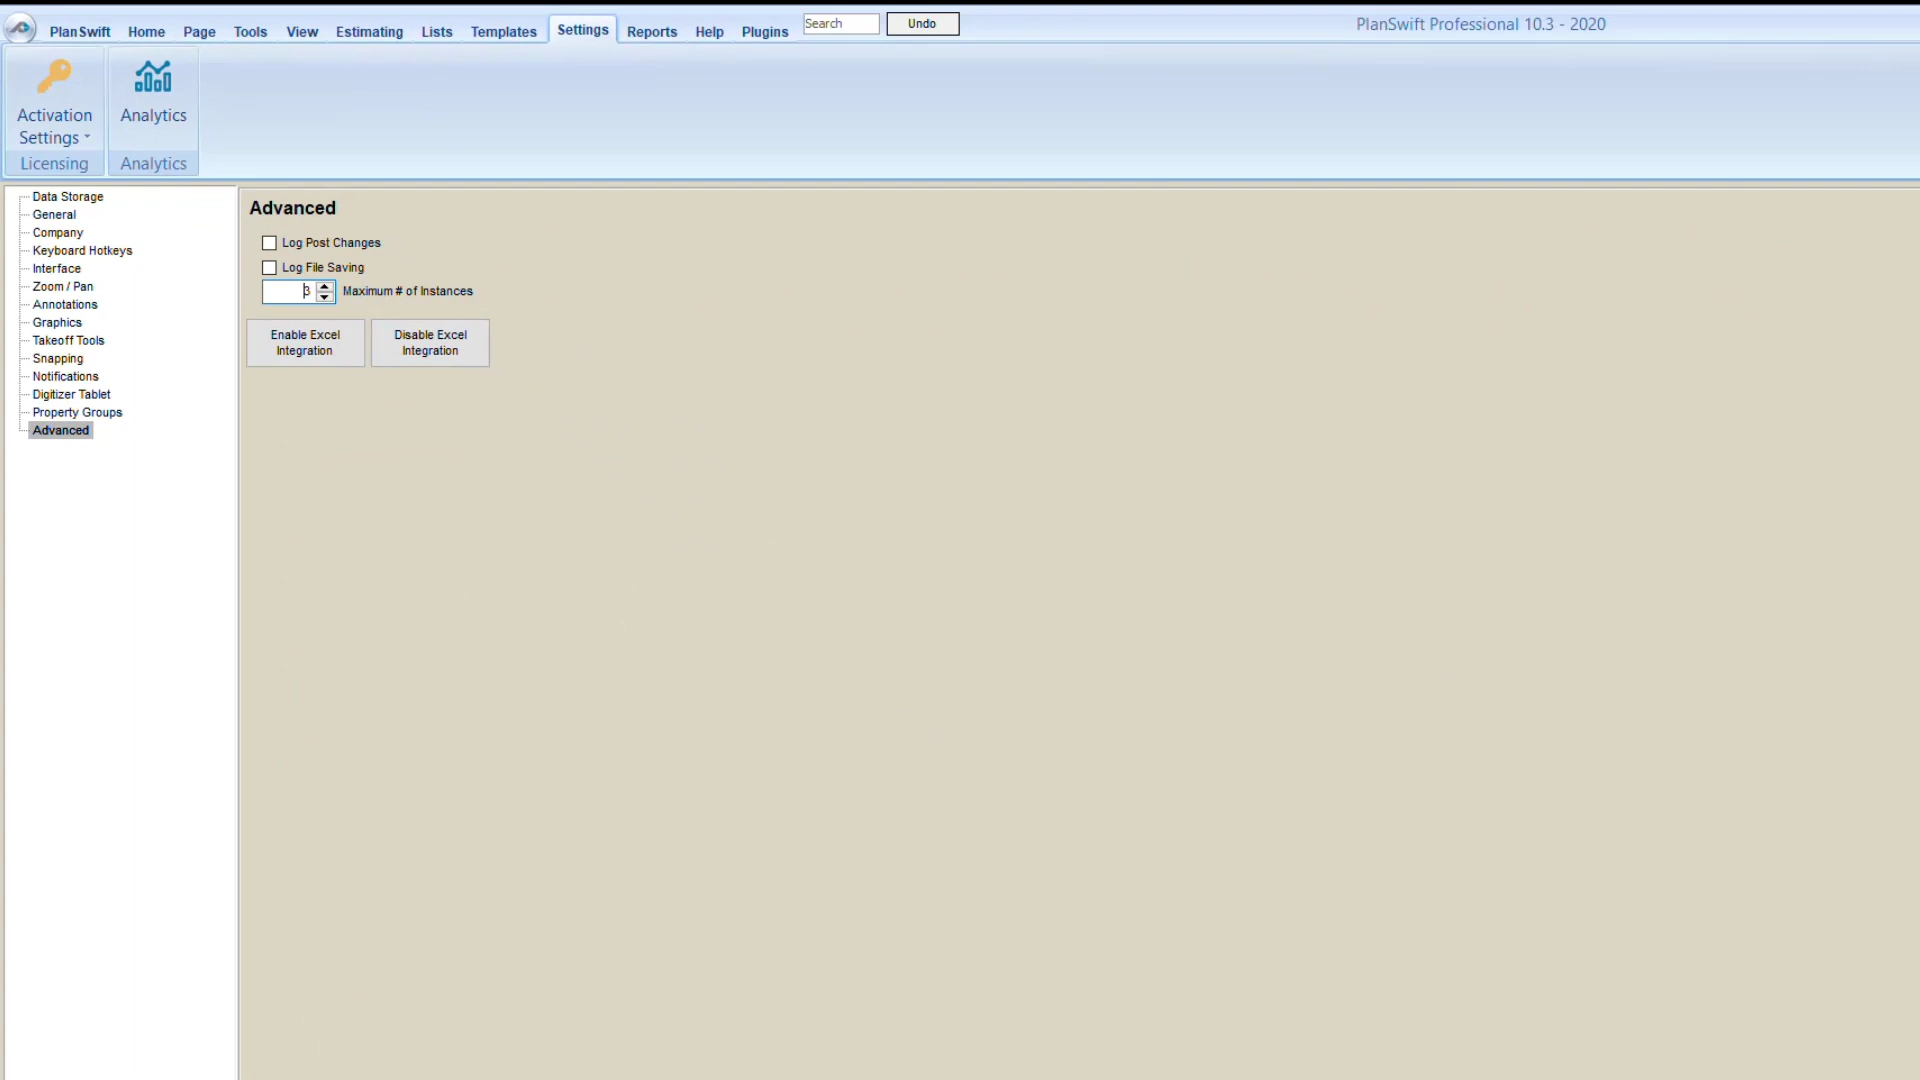 PlanSwift Home Page Tools View Estimating Lists Templates Settings Reports Help Plugins Search Undo PlanSwift Professional 10.3 - 2020
Activation
Settings
Licensing
Analytics
Analytics
Data Storage
General
Company
Keyboard Hotkeys
Interface
Zoom / Pan
Annotations
Graphics
Takeoff Tools
Snapping
Notifications
Digitizer Tablet
Property Groups
Advanced
Advanced
Log Post Changes
Log File Saving
3 Maximum # of Instances
Enable Excel
Integration
Disable Excel
Integration